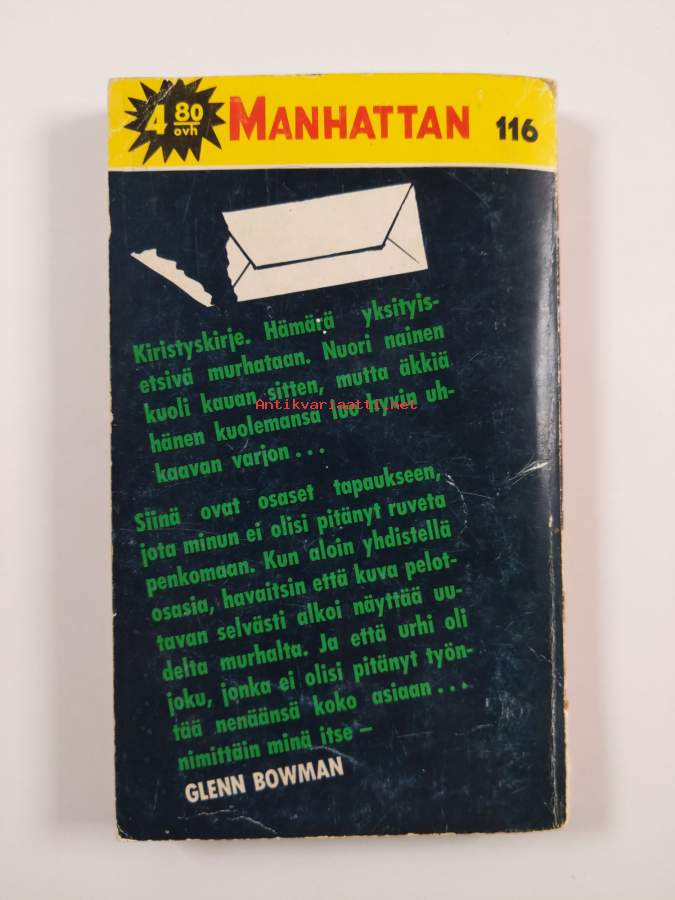 4 80 ovh MANHATTAN 116
Kiristyskirje. Hämärä yksityis-
etsivä murhataan. Nuori nainen
kuoli kauan sitten, mutta äkkiä
Antikvariaatti.net
hänen kuolemansa luo hyvin uh-
kaavan varjon...
Siinä ovat osaset tapaukseen,
jota minun ei olisi pitänyt ruveta
penkomaan. Kun aloin yhdistellä
osasia, havaitsin että kuva pelot-
tavan selvästi alkoi näyttää uu-
delta murhalta. Ja että urhi oli
joku, jonka ei olisi pitänyt työn-
tää nenäänsä koko asiaan...
nimittäin minä itse –
GLENN BOWMAN